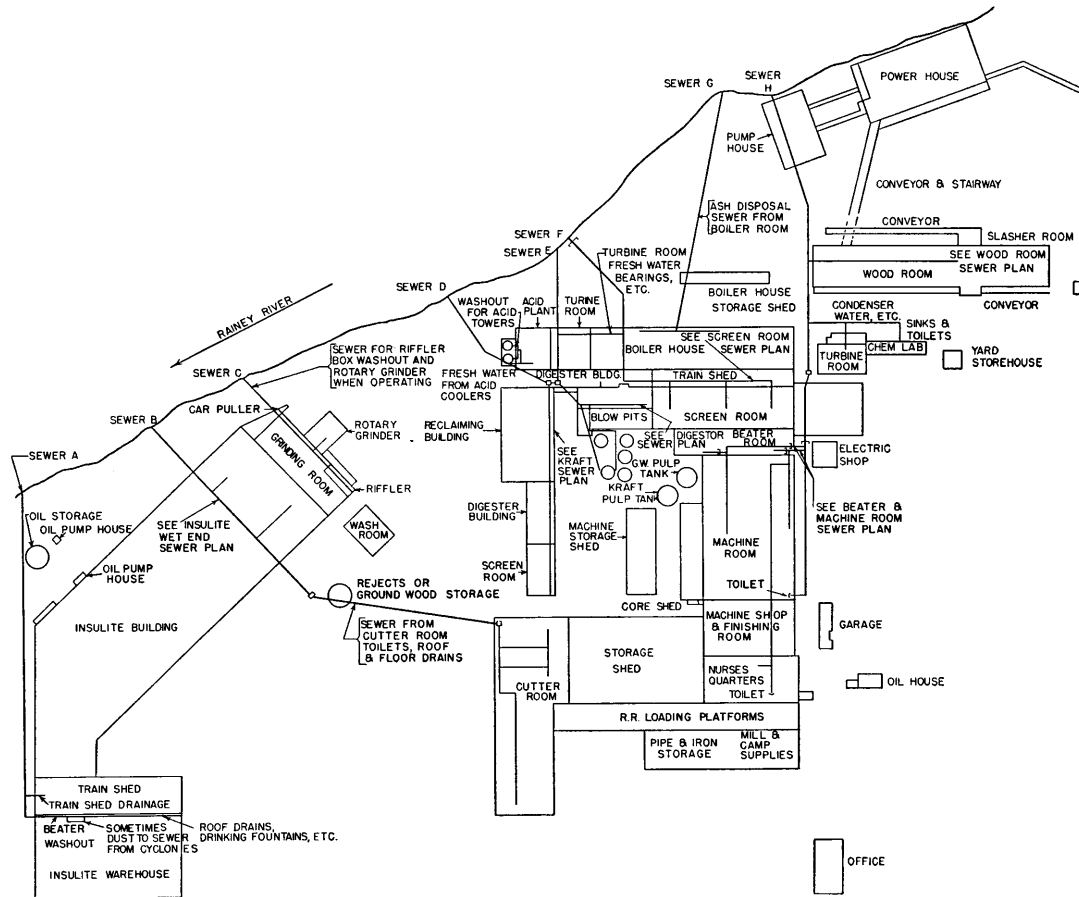 SEWER G
SEWER
H
POWER HOUSE
PUMP
HOUSE
CONVEYOR & STAIRWAY
ASH DISPOSAL
SEWER FROM
BOILER ROOM
CONVEYOR
SLASHER ROOM
SEE WOOD ROOM
SEWER PLAN
WOOD ROOM
CONVEYOR
SEWER F
SEWER E
TURBINE ROOM
FRESH WATER
BEARINGS,
ETC.
BOILER HOUSE
STORAGE SHED
SEWER D
RAINEY RIVER
WASHOUT
FOR ACID
TOWERS
ACID
PLANT
TURINE
ROOM
CONDENSER
WATER, ETC.
SINKS &
TOILETS
CHEM LAB
TURBINE
ROOM
YARD
STOREHOUSE
SEE SCREEN ROOM
SEWER PLAN
BOILER HOUSE
SEWER FOR RIFFLER
BOX WASHOUT AND
ROTARY GRINDER
WHEN OPERATING
SEWER C
FRESH WATER
FROM ACID
COOLERS
DIGESTER BLDG.
TRAIN SHED
CAR PULLER
SEWER B
ROTARY
GRINDER
GRINDING ROOM
RIFFLER
RECLAIMING
BUILDING
BLOW PITS
SCREEN ROOM
SEE DIGESTOR
SEWER PLAN
BEATER
ROOM
ELECTRIC
SHOP
SEE
KRAFT
SEWER
PLAN
GW. PULP
TANK
KRAFT
PULP TANK
SEWER A
OIL STORAGE
OIL PUMP HOUSE
SEE INSULITE
WET END
SEWER PLAN
WASH
ROOM
DIGESTER
BUILDING
MACHINE
STORAGE
SHED
MACHINE
ROOM
SEE BEATER &
MACHINE ROOM
SEWER PLAN
OIL PUMP
HOUSE
SCREEN
ROOM
TOILET
REJECTS OR
GROUND WOOD STORAGE
CORE SHED
INSULITE BUILDING
SEWER FROM
CUTTER ROOM
TOILETS, ROOF
& FLOOR DRAINS
MACHINE SHOP
& FINISHING
ROOM
GARAGE
STORAGE
SHED
CUTTER
ROOM
NURSES
QUARTERS
TOILET
OIL HOUSE
R.R. LOADING PLATFORMS
PIPE & IRON
STORAGE
MILL &
CAMP
SUPPLIES
TRAIN SHED
TRAIN SHED DRAINAGE
BEATER
WASHOUT
SOMETIMES
DUST TO SEWER
FROM CYCLONES
ROOF DRAINS,
DRINKING FOUNTAINS, ETC.
INSULITE WAREHOUSE
OFFICE